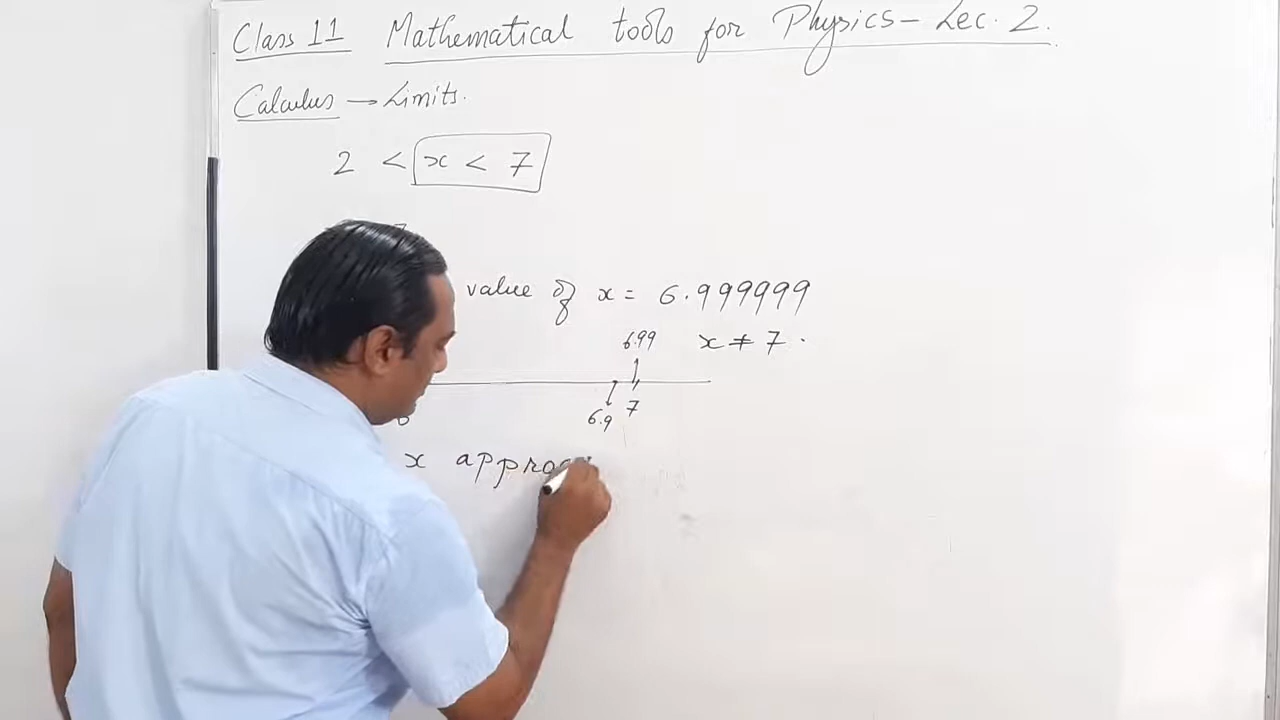 Class 11 Mathematical tools for Physics - Lec. 2.
Calculus → Limits.
2 < x < 7
value of x = 6.999999
6.99 x ≠ 7.
6.9 7
x approa